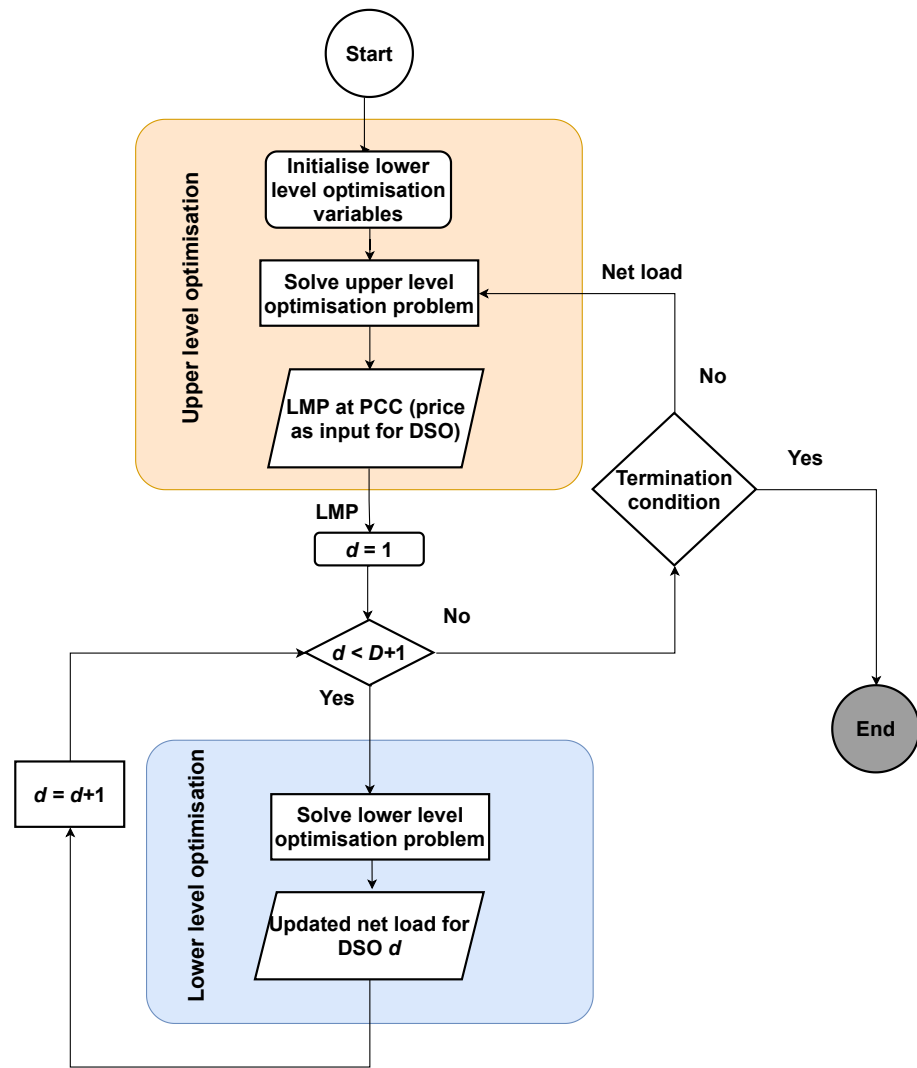 Start
Upper level optimisation
Initialise lower
level optimisation
variables
Solve upper level
optimisation problem
Net load
LMP at PCC (price
as input for DSO)
No
Termination
condition
Yes
LMP
d = 1
d < D+1
No
Yes
End
d = d+1
Lower level optimisation
Solve lower level
optimisation problem
Updated net load for
DSO d